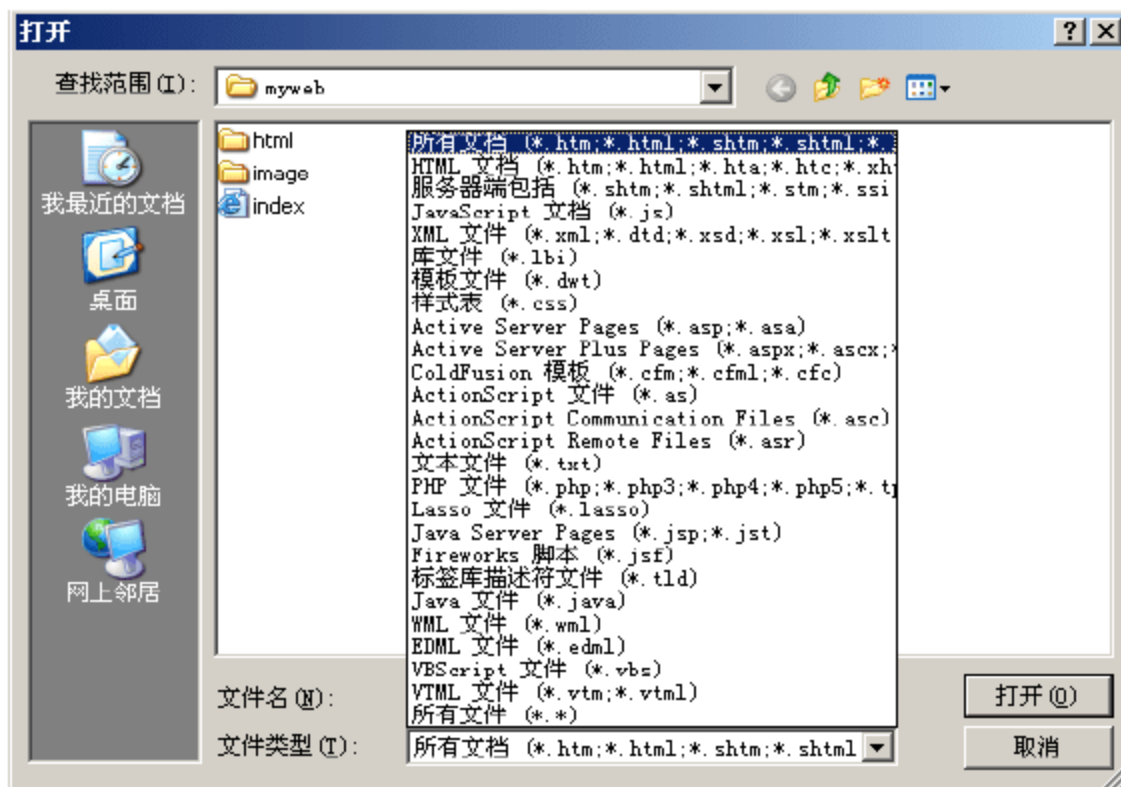 打开
查找范围(I):
myweb
html
image
index
我最近的文档
桌面
我的文档
我的电脑
网上邻居
所有文档 (*.htm;*.html;*.shtm;*.shtml;*.
HTML 文档 (*.htm;*.html;*.hta;*.htc;*.xh
服务器端包括 (*.shtm;*.shtml;*.stm;*.ssi
JavaScript 文档 (*.js)
XML 文件 (*.xml;*.dtd;*.xsd;*.xsl;*.xslt
库文件 (*.lbi)
模板文件 (*.dwt)
样式表 (*.css)
Active Server Pages (*.asp;*.asa)
Active Server Plus Pages (*.aspx;*.ascx;
ColdFusion 模板 (*.cfm;*.cfml;*.cfc)
ActionScript 文件 (*.as)
ActionScript Communication Files (*.asc)
ActionScript Remote Files (*.asr)
文本文件 (*.txt)
PHP 文件 (*.php;*.php3;*.php4;*.php5;*.t
Lasso 文件 (*.lasso)
Java Server Pages (*.jsp;*.jst)
Fireworks 脚本 (*.jsf)
标签库描述符文件 (*.tld)
Java 文件 (*.java)
WML 文件 (*.wml)
EDML 文件 (*.edml)
VBScript 文件 (*.vbs)
VTML 文件 (*.vtm;*.vtml)
所有文件 (*.*)
文件名(N):
打开(O)
文件类型(T):
所有文档 (*.htm;*.html;*.shtm;*.shtml
取消